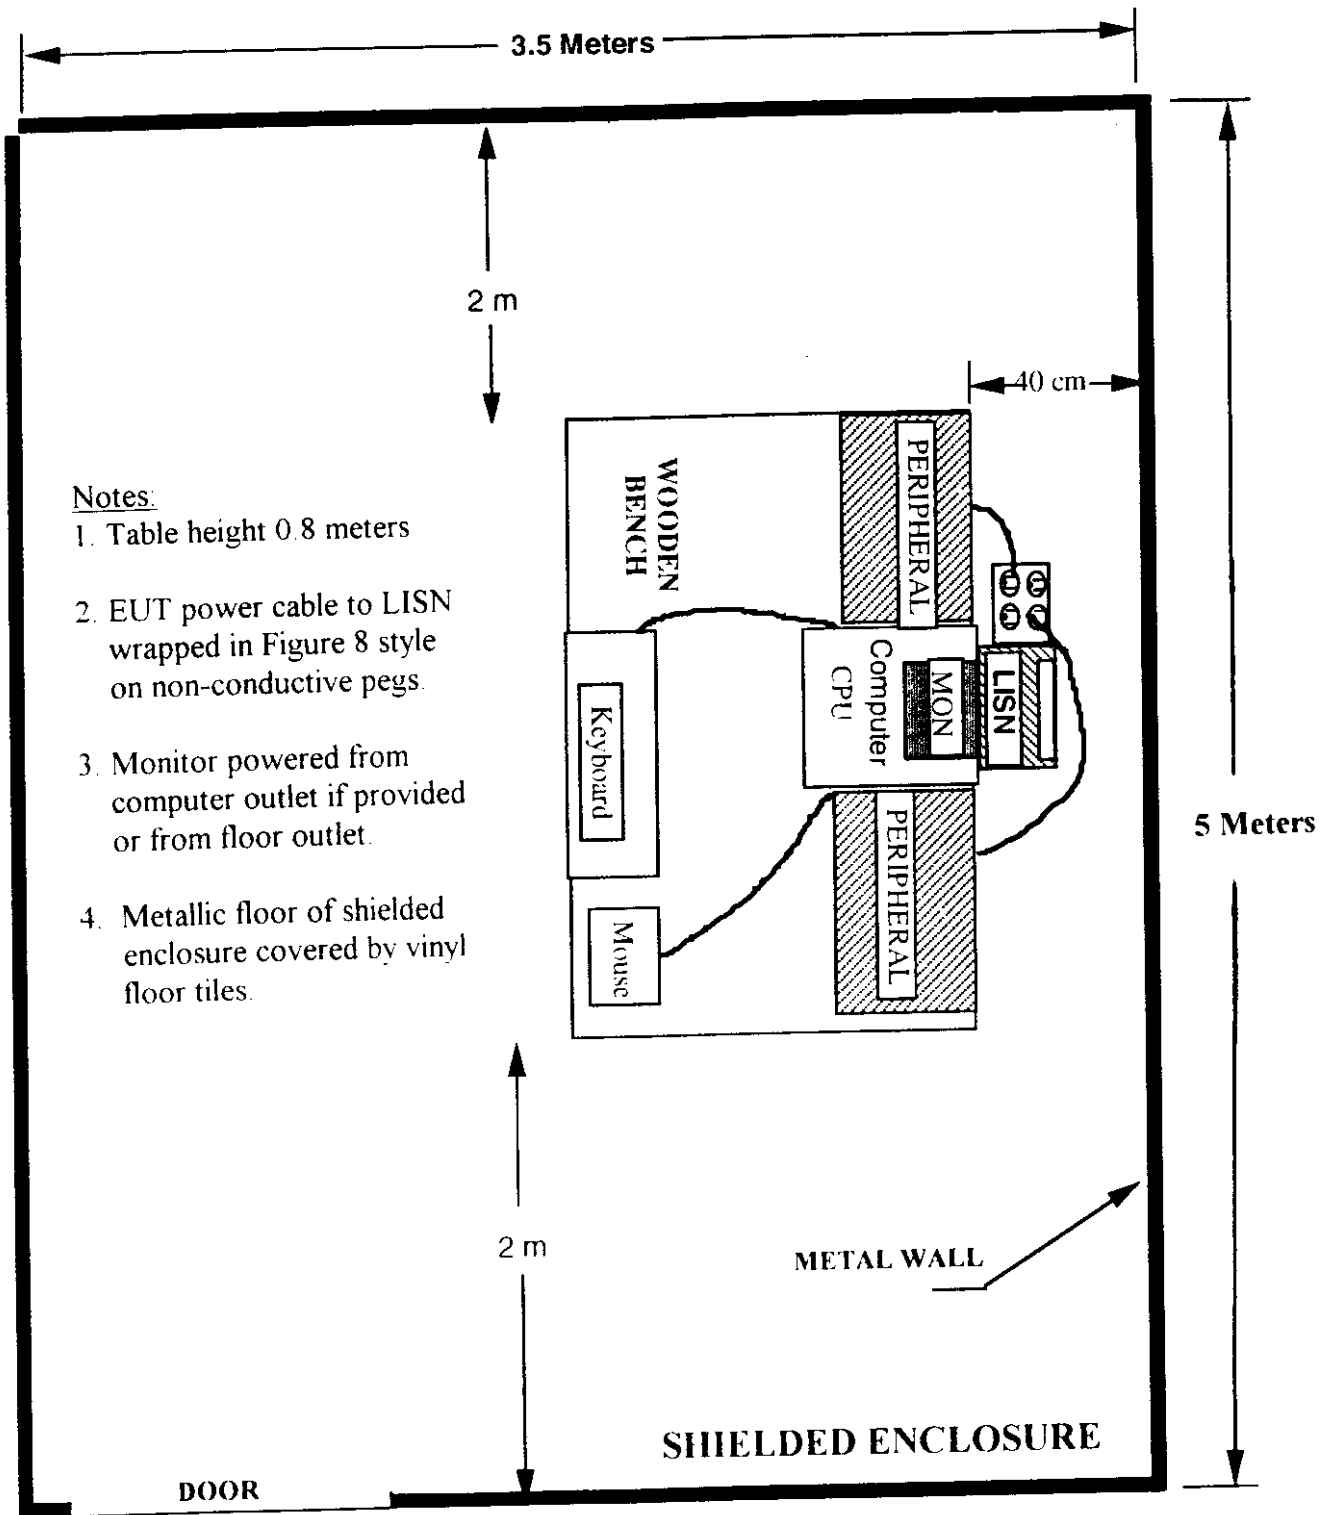 3.5 Meters
2 m
40 cm
Notes:
1. Table height 0.8 meters
2. EUT power cable to LISN
wrapped in Figure 8 style
on non-conductive pegs.
3. Monitor powered from
computer outlet if provided
or from floor outlet.
4. Metallic floor of shielded
enclosure covered by vinyl
floor tiles.
WOODEN
BENCH
PERIPHERAL
Computer
CPU
MON
LISN
Keyboard
PERIPHERAL
Mouse
5 Meters
2 m
METAL WALL
SHIELDED ENCLOSURE
DOOR